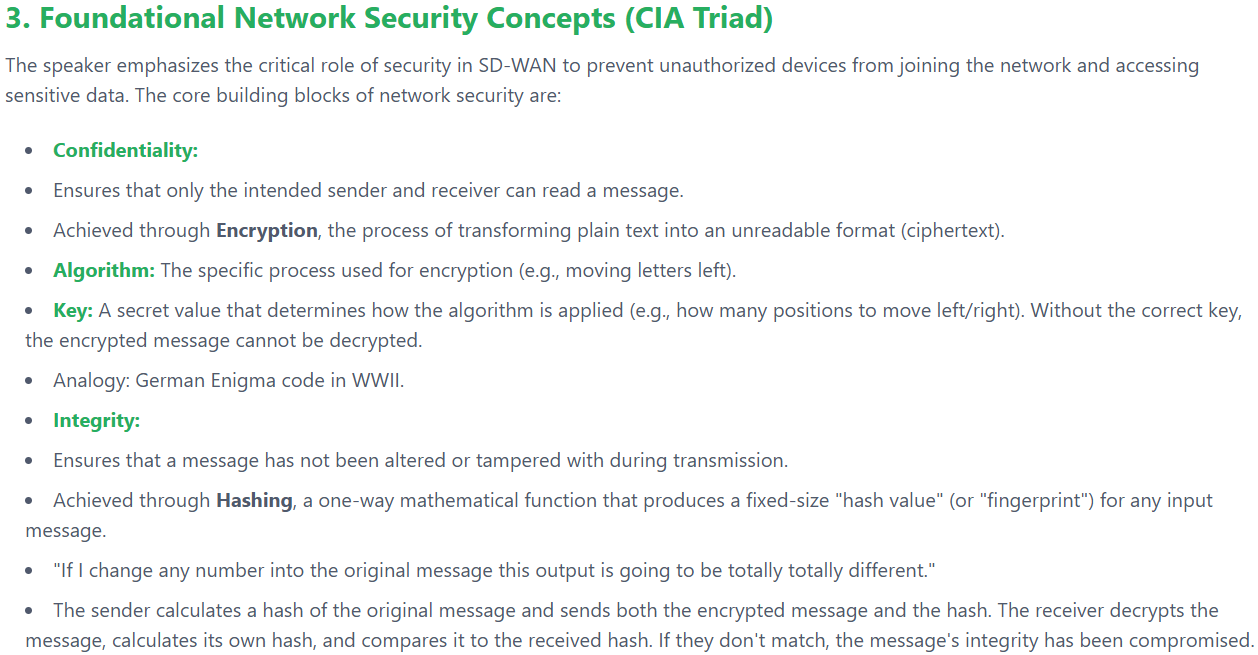 3. Foundational Network Security Concepts (CIA Triad)
The speaker emphasizes the critical role of security in SD-WAN to prevent unauthorized devices from joining the network and accessing
sensitive data. The core building blocks of network security are:
• Confidentiality:
• Ensures that only the intended sender and receiver can read a message.
• Achieved through Encryption, the process of transforming plain text into an unreadable format (ciphertext).
• Algorithm: The specific process used for encryption (e.g., moving letters left).
• Key: A secret value that determines how the algorithm is applied (e.g., how many positions to move left/right). Without the correct key,
the encrypted message cannot be decrypted.
• Analogy: German Enigma code in WWII.
• Integrity:
• Ensures that a message has not been altered or tampered with during transmission.
• Achieved through Hashing, a one-way mathematical function that produces a fixed-size "hash value" (or "fingerprint") for any input
message.
• "If I change any number into the original message this output is going to be totally totally different."
• The sender calculates a hash of the original message and sends both the encrypted message and the hash. The receiver decrypts the
message, calculates its own hash, and compares it to the received hash. If they don't match, the message's integrity has been compromised.